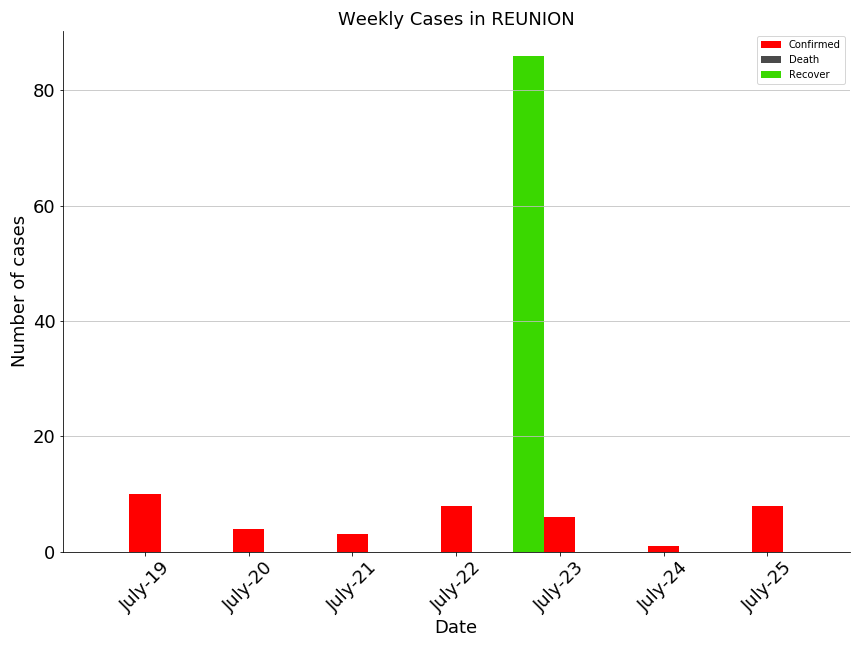 Weekly Cases in REUNION
Confirmed
Death
Recover
Number of cases
80
60
40
20
0
July-19
July-20
July-21
July-22
July-23
July-24
July-25
Date